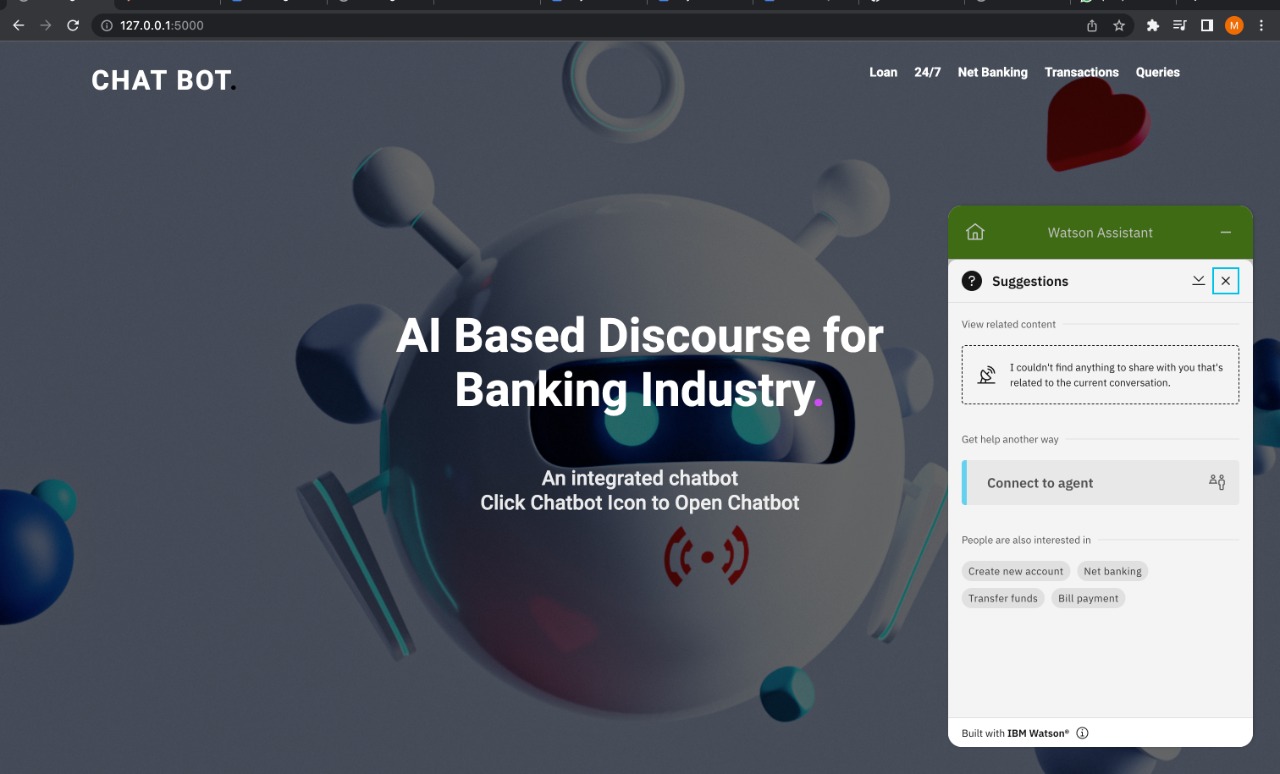 127.0.0.1:5000
M
CHAT BOT.
Loan 24/7 Net Banking Transactions Queries
AI Based Discourse for
Banking Industry.
An integrated chatbot
Click Chatbot Icon to Open Chatbot
Watson Assistant
? Suggestions
View related content
I couldn't find anything to share with you that's
related to the current conversation.
Get help another way
Connect to agent
People are also interested in
Create new account Net banking
Transfer funds Bill payment
Built with IBM Watson®